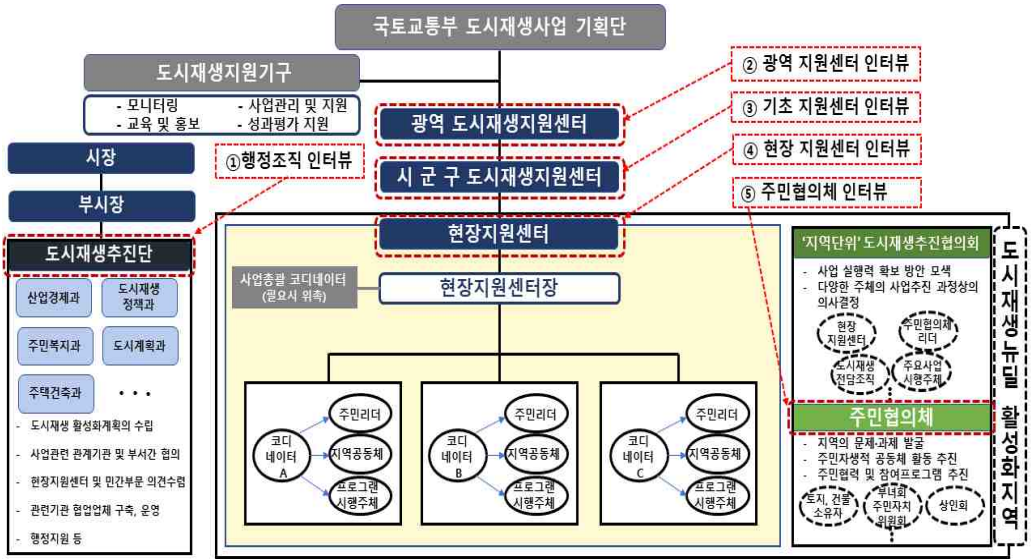 국토교통부 도시재생사업 기획단
도시재생지원기구
- 모니터링 - 사업관리 및 지원
- 교육 및 홍보 - 성과평가 지원
② 광역 지원센터 인터뷰
③ 기초 지원센터 인터뷰
④ 현장 지원센터 인터뷰
⑤ 주민협의체 인터뷰
①행정조직 인터뷰
광역 도시재생지원센터
시 군 구 도시재생지원센터
시장
부시장
도시재생추진단
산업경제과
도시재생
정책과
주민복지과
도시계획과
주택건축과
• • •
- 도시재생 활성화계획의 수립
- 사업관련 관계기관 및 부서간 협의
- 현장지원센터 및 민간부문 의견수렴
- 관련기관 협업업체 구축, 운영
- 행정지원 등
현장지원센터
사업총괄 코디네이터
(필요시 위촉)
현장지원센터장
코디
네이터
A
주민리더
지역공동체
프로그램
시행주체
코디
네이터
B
주민리더
지역공동체
프로그램
시행주체
코디
네이터
C
주민리더
지역공동체
프로그램
시행주체
'지역단위' 도시재생추진협의회
- 사업 실행력 확보 방안 모색
- 다양한 주체의 사업추진 과정상의
의사결정
현장
지원센터
주민협의체
리더
도시재생
전담조직
주요사업
시행주체
주민협의체
- 지역의 문제·과제 발굴
- 주민자생적 공동체 활동 추진
- 주민협력 및 참여프로그램 추진
토지, 건물
소유자
부녀회
주민자치
위원회
상인회
도시재생뉴딜 활성화지역